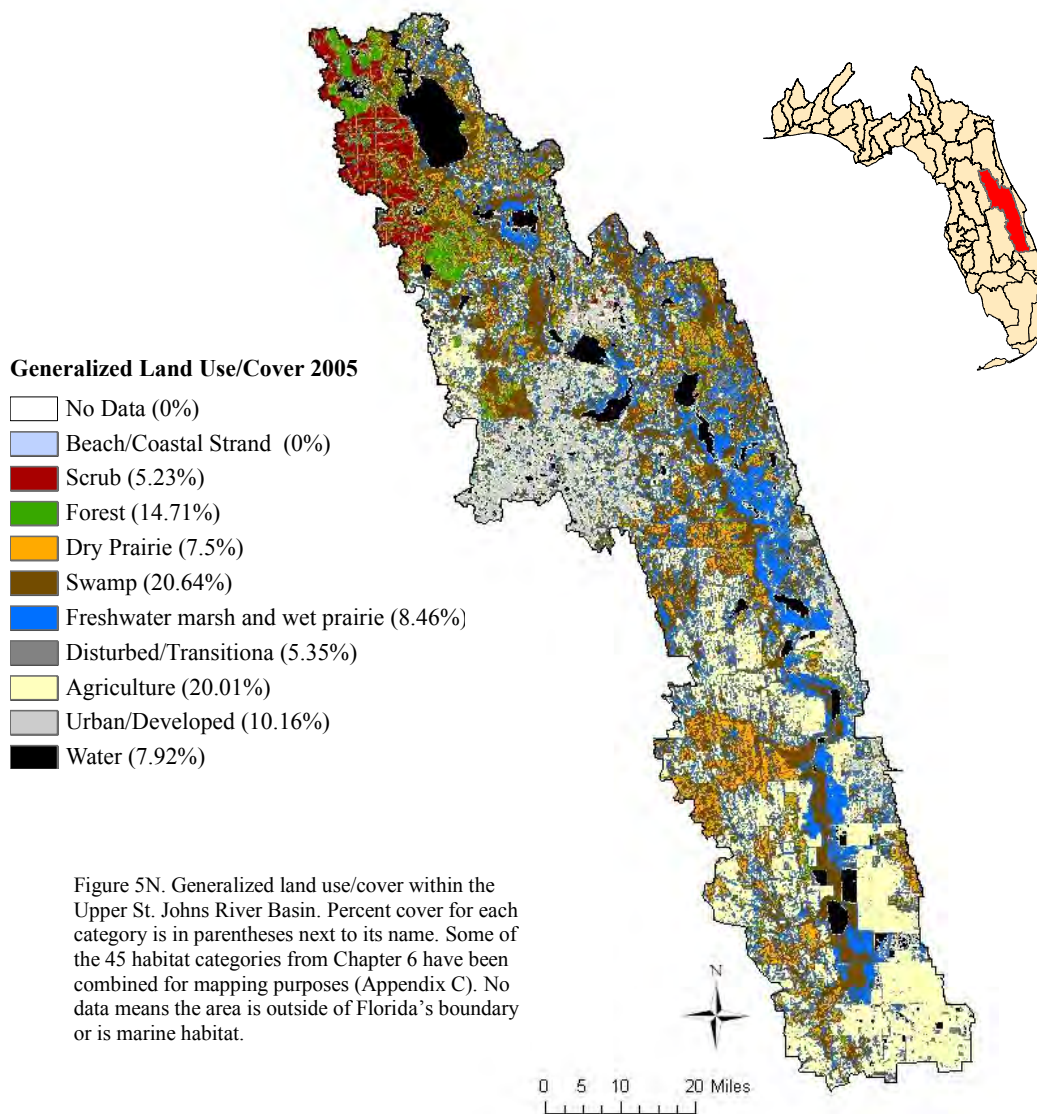 Generalized Land Use/Cover 2005
No Data (0%)
Beach/Coastal Strand (0%)
Scrub (5.23%)
Forest (14.71%)
Dry Prairie (7.5%)
Swamp (20.64%)
Freshwater marsh and wet prairie (8.46%)
Disturbed/Transitiona (5.35%)
Agriculture (20.01%)
Urban/Developed (10.16%)
Water (7.92%)
Figure 5N. Generalized land use/cover within the
Upper St. Johns River Basin. Percent cover for each
category is in parentheses next to its name. Some of
the 45 habitat categories from Chapter 6 have been
combined for mapping purposes (Appendix C). No
data means the area is outside of Florida’s boundary
or is marine habitat.
N
0 5 10 20 Miles